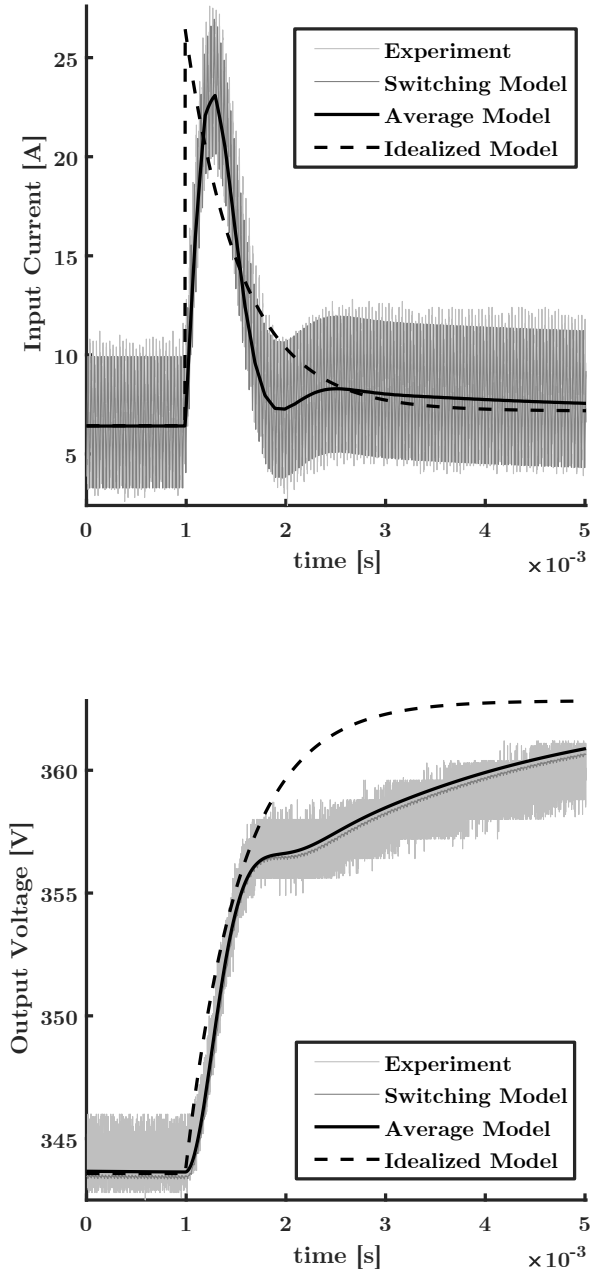 25
20
15
10
5
Input Current [A]
Experiment
Switching Model
Average Model
Idealized Model
0 1 2 3 4 5
time [s]
×10⁻³
360
355
350
345
Output Voltage [V]
Experiment
Switching Model
Average Model
Idealized Model
0 1 2 3 4 5
time [s]
×10⁻³